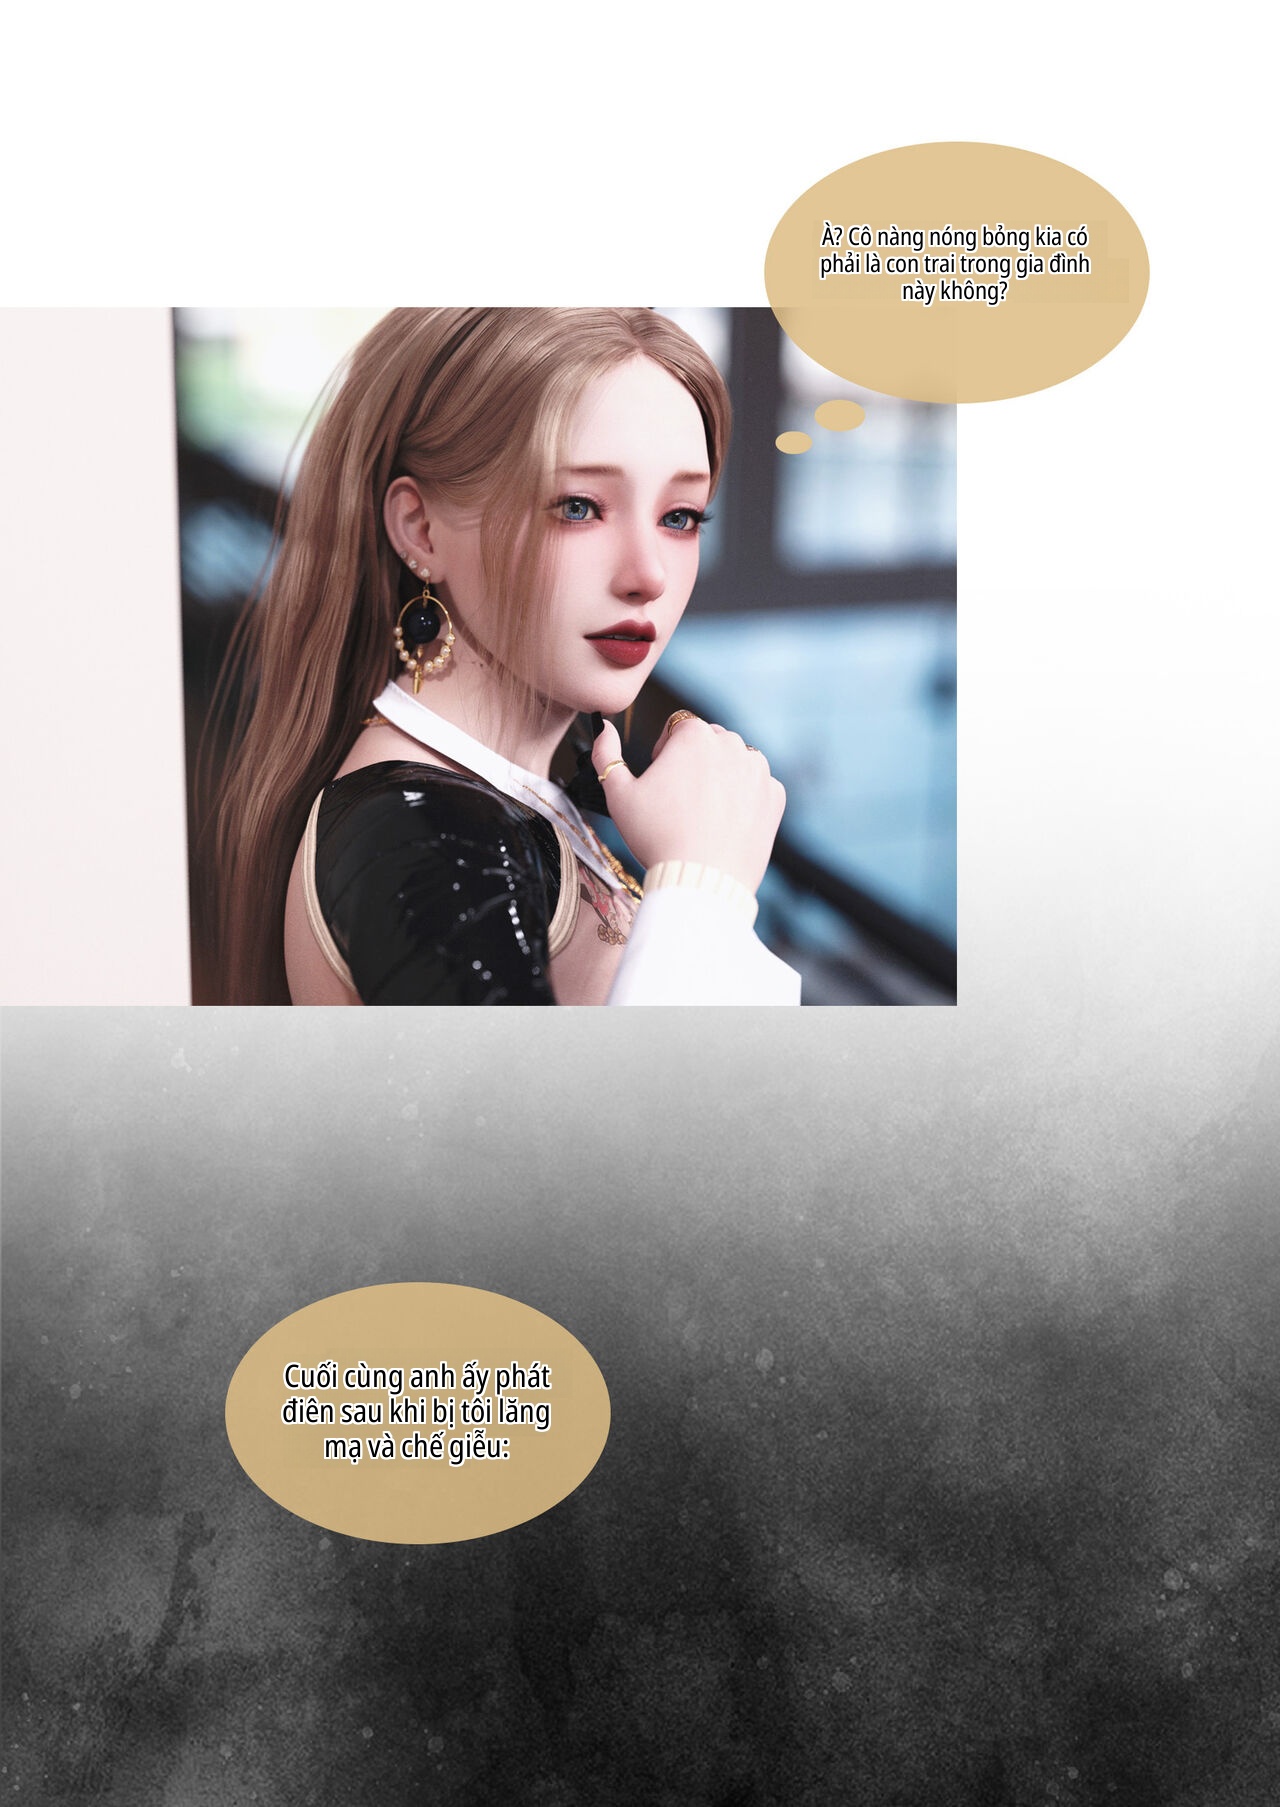 À? Cô nàng nóng bỏng kia có
phải là con trai trong gia đình
này không?
Cuối cùng anh ấy phát
điên sau khi bị tôi lăng
mạ và chế giễu: